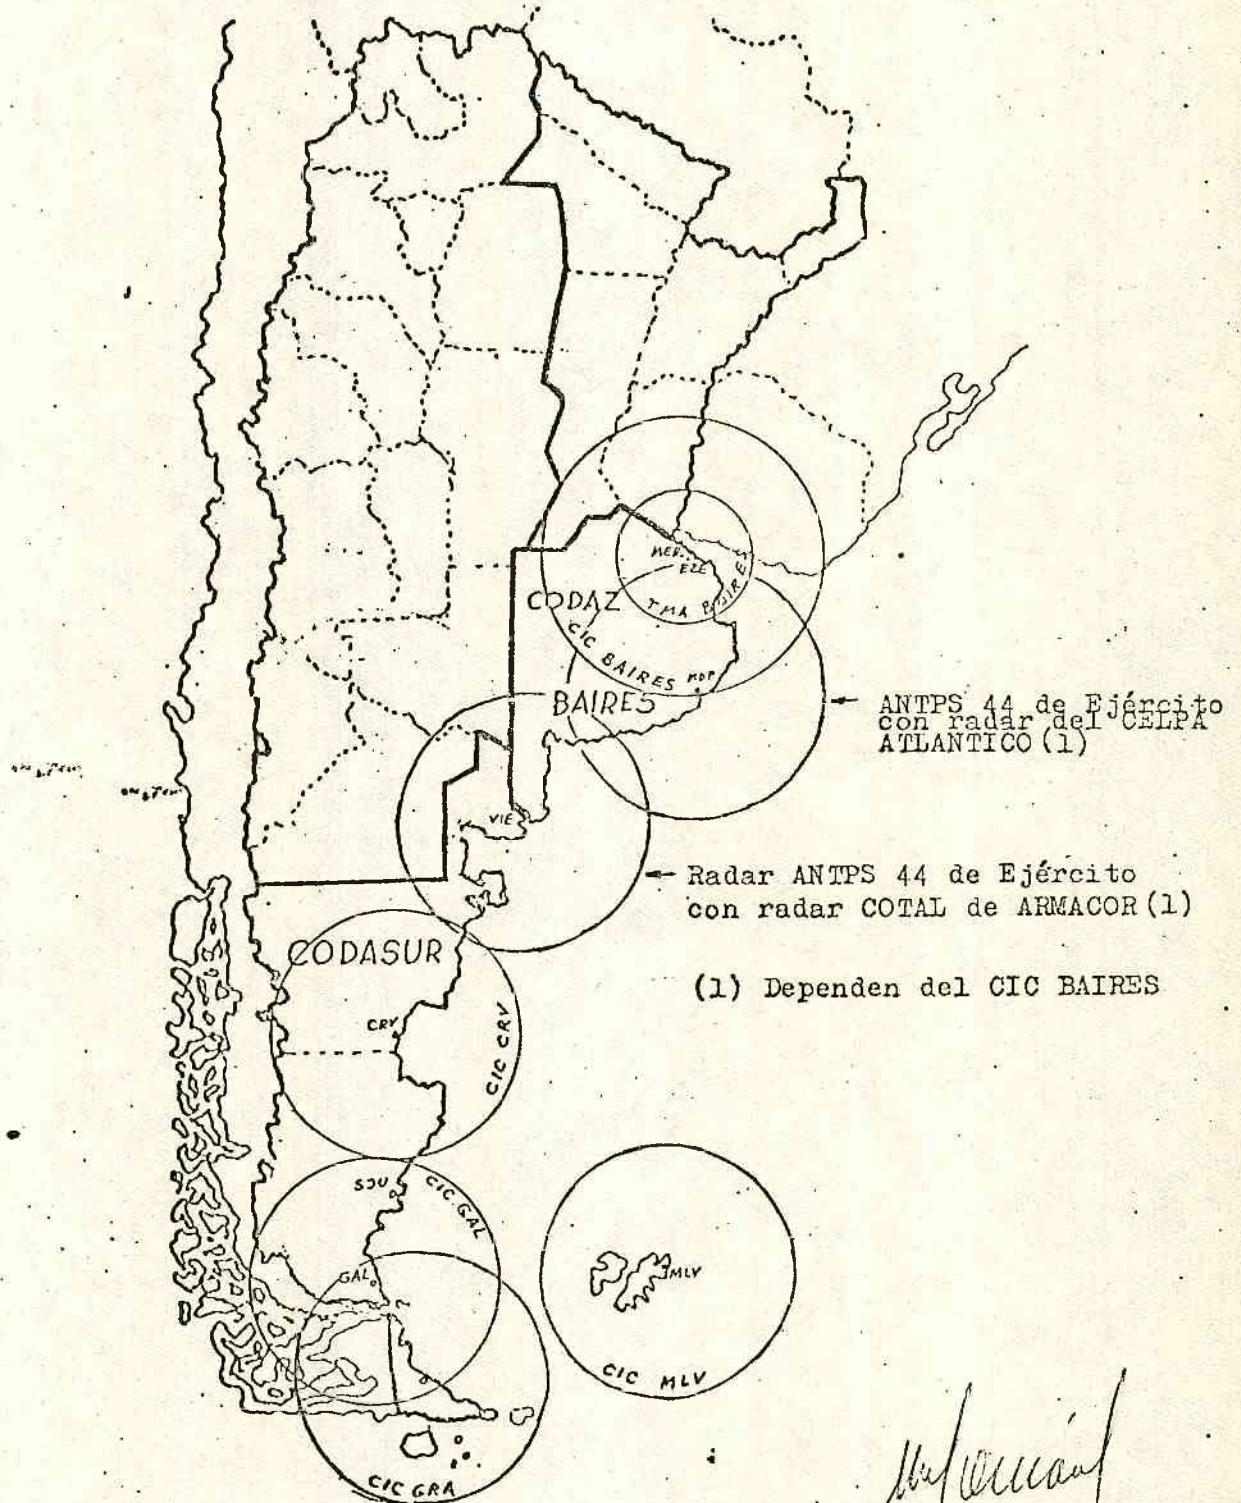 MER.
EZE
CODAZ
TMA BAIRES
CIC BAIRES
MDP
BAIRES
ANTPS 44 de Ejército
con radar del CELPA
ATLANTICO (1)
VIE
Radar ANTPS 44 de Ejército
con radar COTAL de ARMACOR (1)
CODASUR
(1) Dependen del CIC BAIRES
CRV
CIC CRV
CIC GAL
GAL
MLV
CIC MLV
CIC GRA